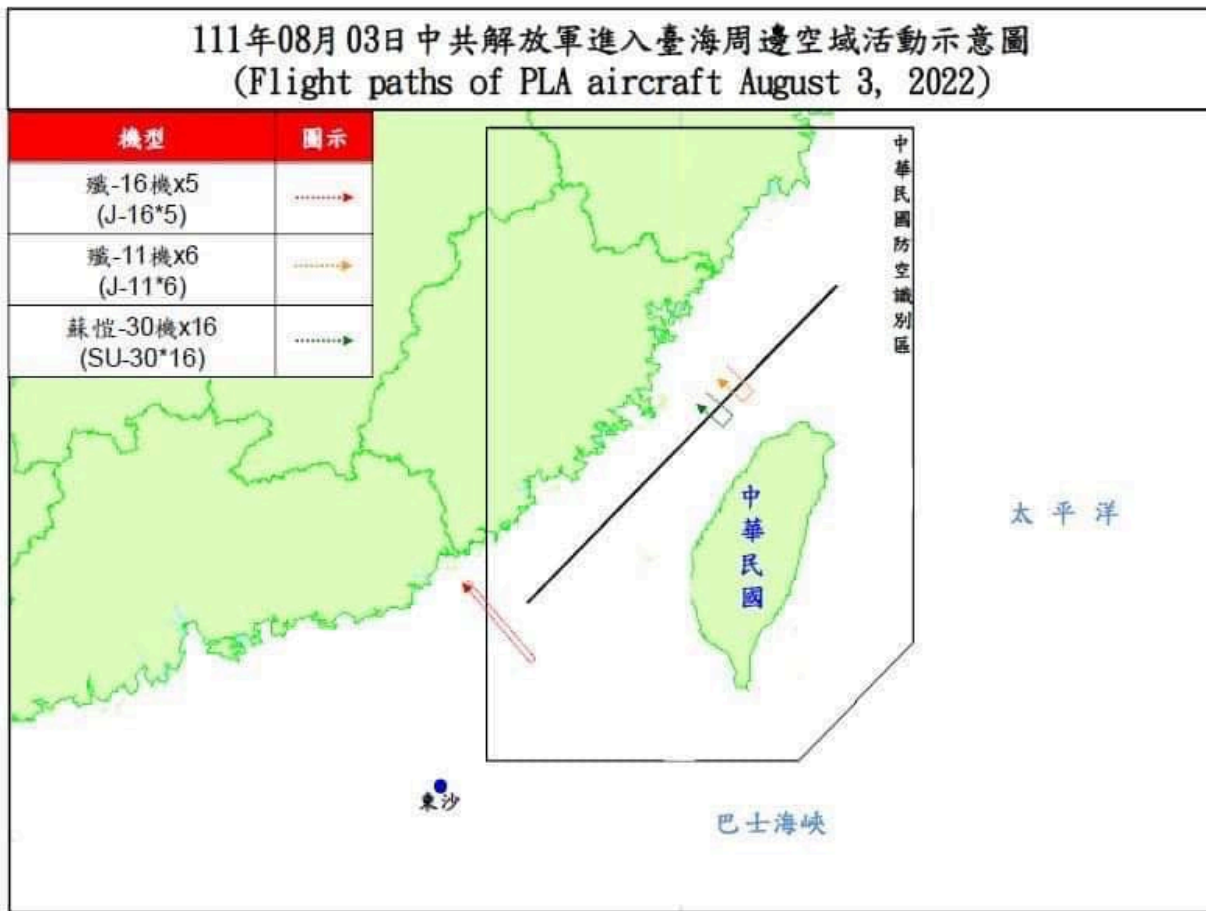 111年08月03日中共解放軍進入臺海周邊空域活動示意圖
(Flight paths of PLA aircraft August 3, 2022)
機型 圖示
殲-16機x5
(J-16*5)
殲-11機x6
(J-11*6)
蘇愷-30機x16
(SU-30*16)
中華民國防空識別區
中華民國
太平洋
東沙
巴士海峽